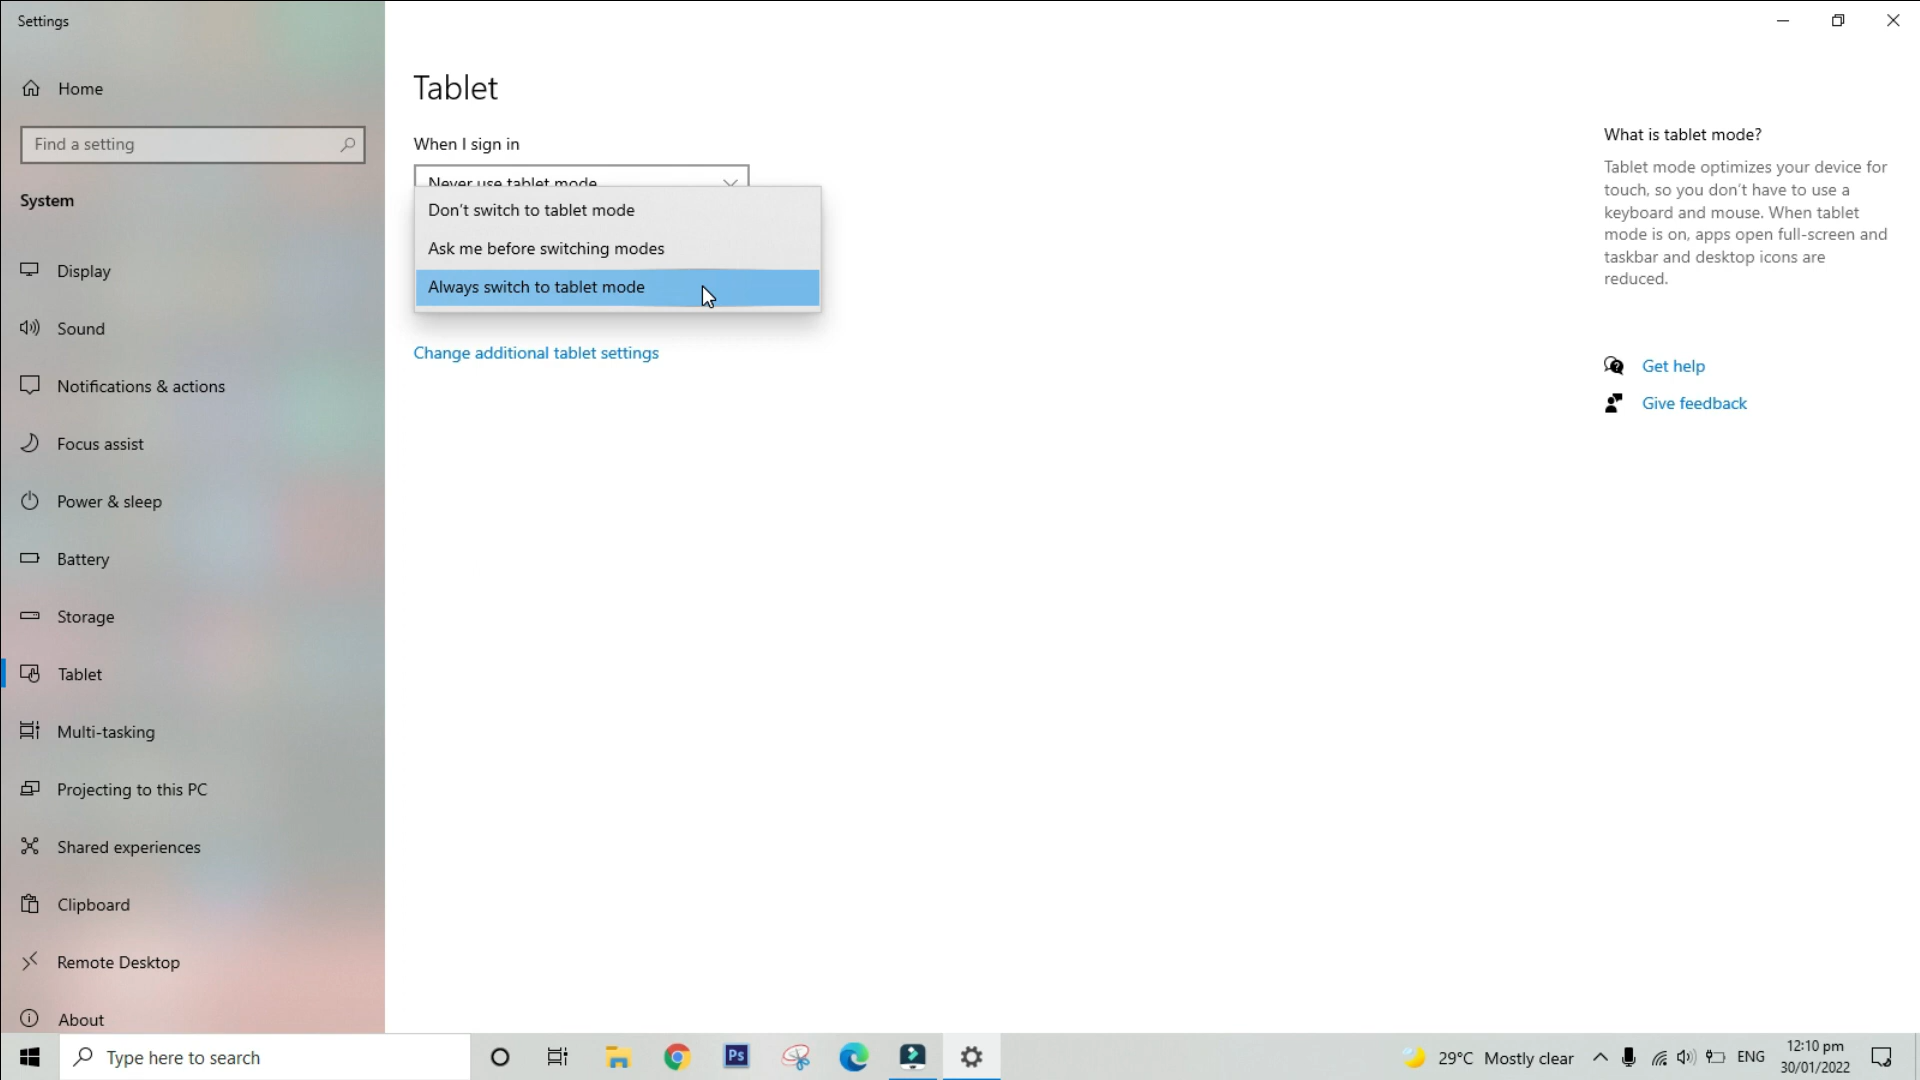 Settings
Home
Find a setting
System
Display
Sound
Notifications & actions
Focus assist
Power & sleep
Battery
Storage
Tablet
Multi-tasking
Projecting to this PC
Shared experiences
Clipboard
Remote Desktop
About
Tablet
When I sign in
Never use tablet mode
Don't switch to tablet mode
Ask me before switching modes
Always switch to tablet mode
Change additional tablet settings
What is tablet mode?
Tablet mode optimizes your device for
touch, so you don't have to use a
keyboard and mouse. When tablet
mode is on, apps open full-screen and
taskbar and desktop icons are
reduced.
Get help
Give feedback
Type here to search
Ps
29°C Mostly clear
ENG
12:10 pm
30/01/2022